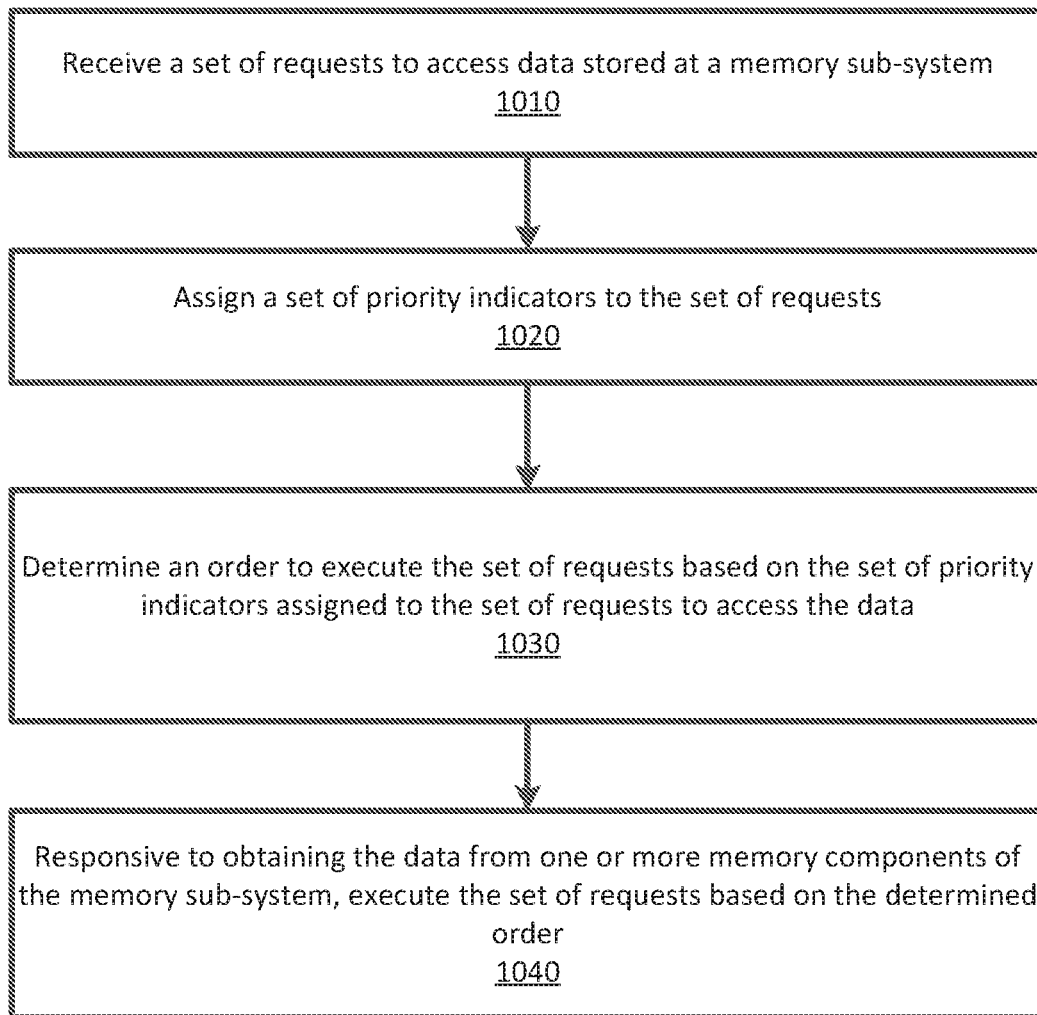 Receive a set of requests to access data stored at a memory sub-system
1010
Assign a set of priority indicators to the set of requests
1020
Determine an order to execute the set of requests based on the set of priority
indicators assigned to the set of requests to access the data
1030
Responsive to obtaining the data from one or more memory components of
the memory sub-system, execute the set of requests based on the determined
order
1040